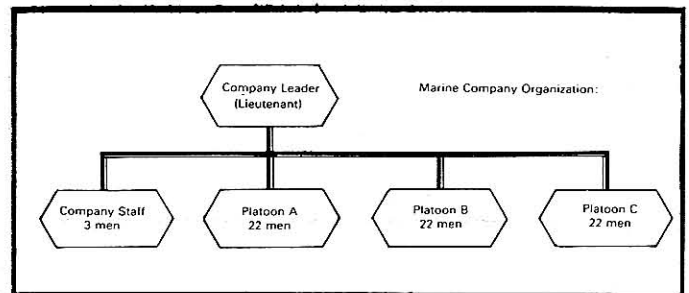 Company Leader
(Lieutenant)
Marine Company Organization:
Company Staff
3 men
Platoon A
22 men
Platoon B
22 men
Platoon C
22 men